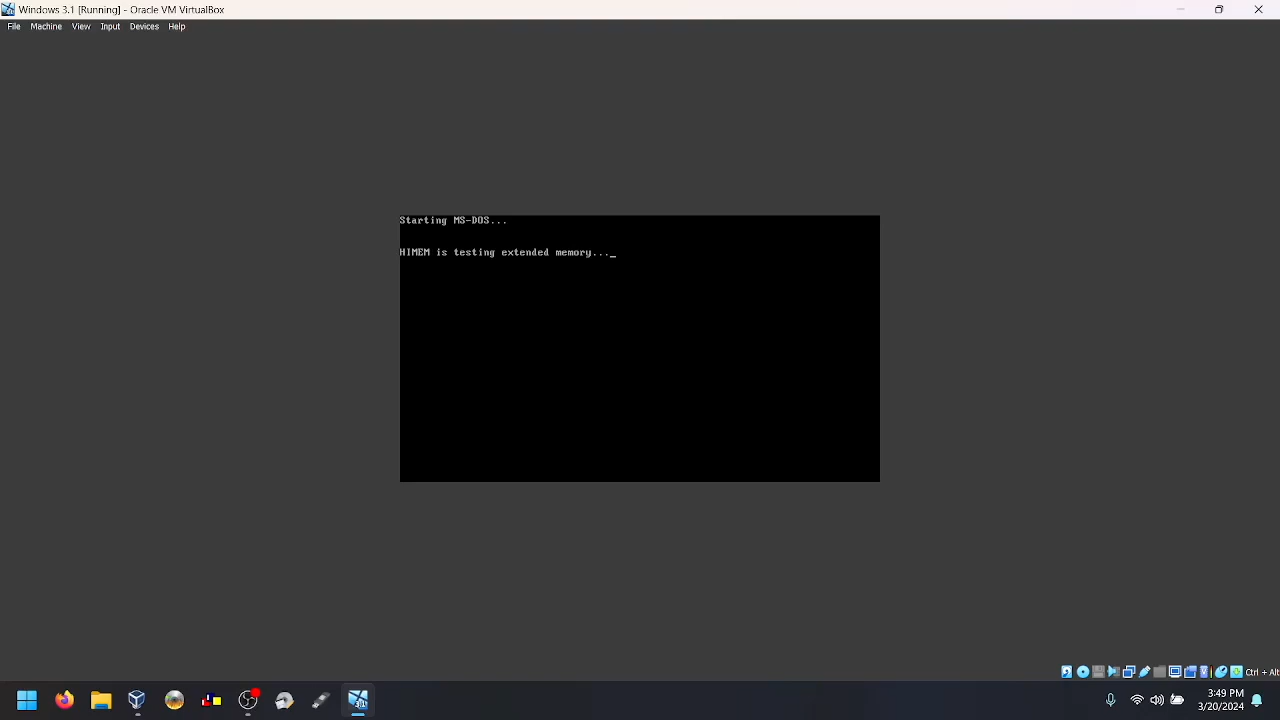 Windows 3.1 [Running] - Oracle VM VirtualBox
File Machine View Input Devices Help
Starting MS-DOS...
HIMEM is testing extended memory..._
Ctrl + Alt
3:49 PM
3/20/2024